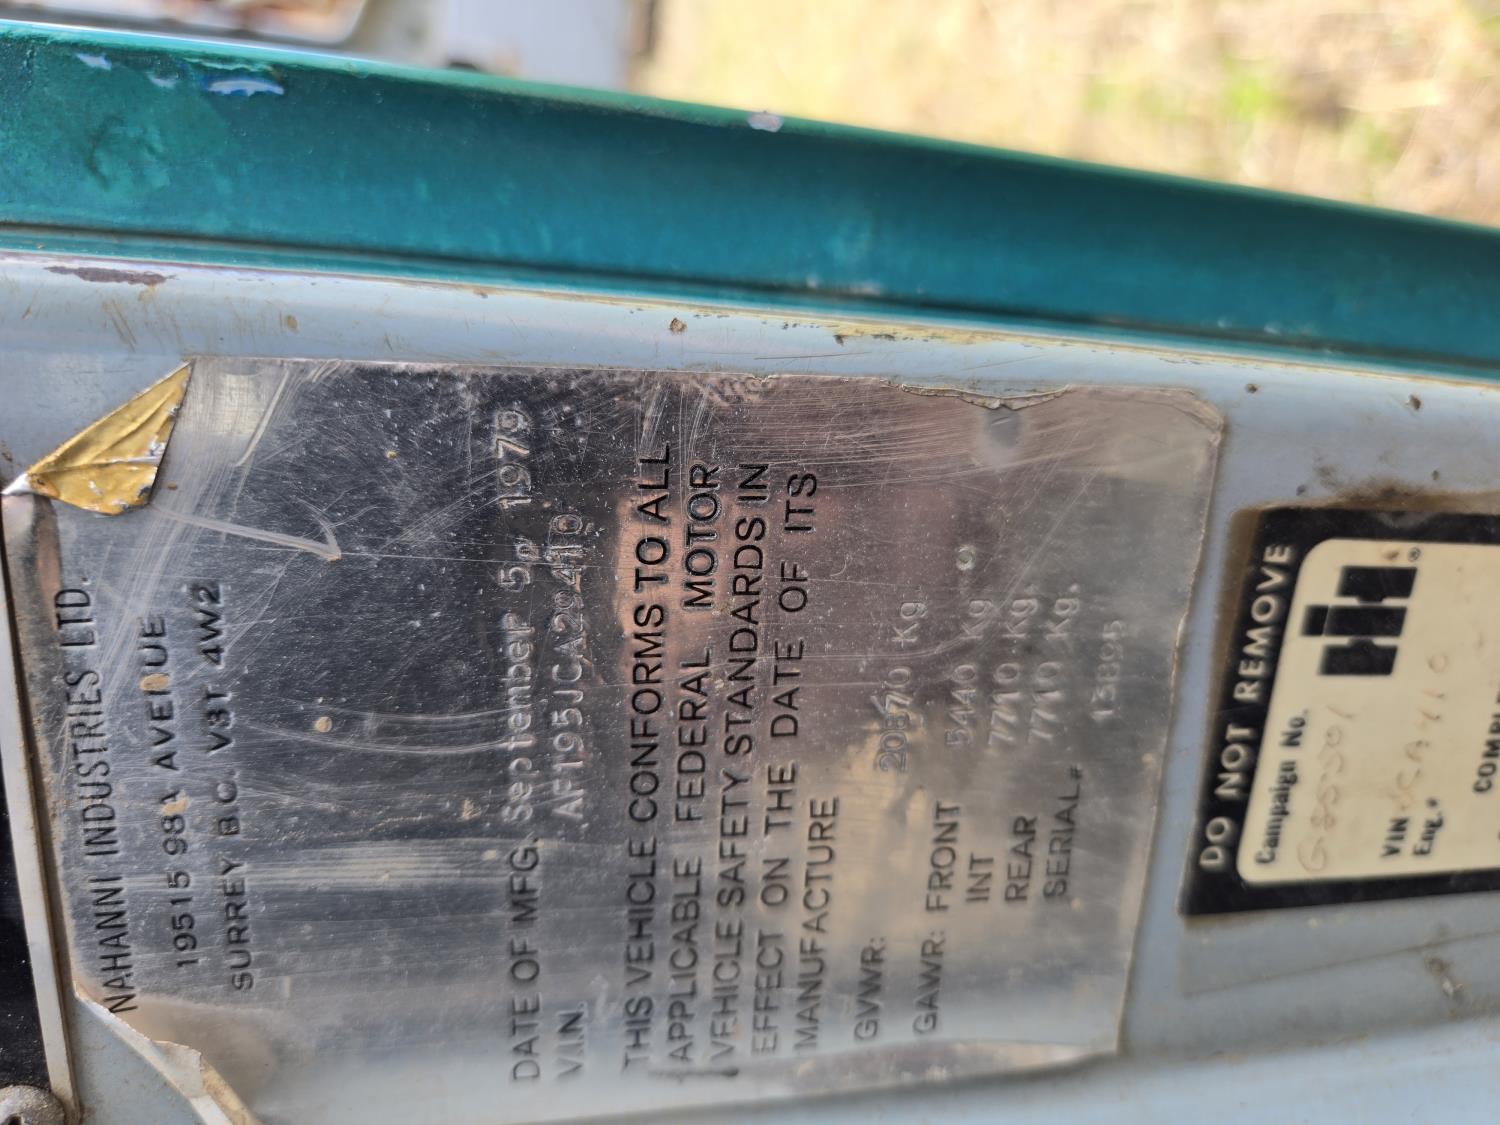 NAHANNI INDUSTRIES LTD.
19515 98A AVENUE
SURREY B.C. V3T 4W2
DATE OF MFG. September 5, 1979
V.I.N. AF195JCA29410
THIS VEHICLE CONFORMS TO ALL
APPLICABLE FEDERAL MOTOR
VEHICLE SAFETY STANDARDS IN
EFFECT ON THE DATE OF ITS
MANUFACTURE
GVWR: 20870 Kg
GAWR: FRONT 5440 Kg
INT 7710 Kg.
REAR 7710 Kg.
SERIAL# 13895
DO NOT REMOVE
Campaign No.
VIN
Eng.#